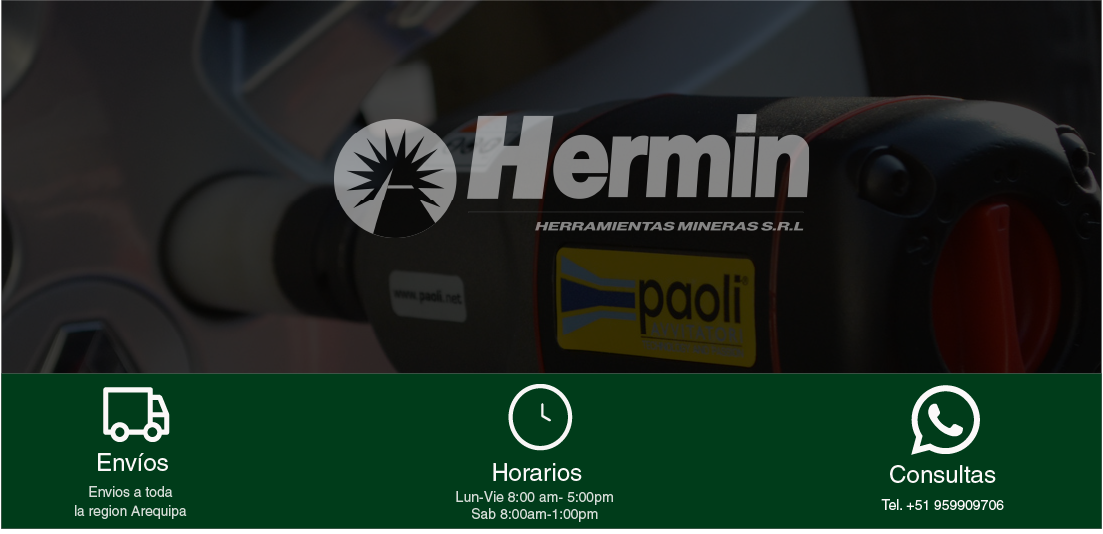 Hermin
HERRAMIENTAS MINERAS S.R.L
www.paoli.net
paoli
Envíos
Envios a toda
la region Arequipa
Horarios
Lun-Vie 8:00 am- 5:00pm
Sab 8:00am-1:00pm
Consultas
Tel. +51 959909706